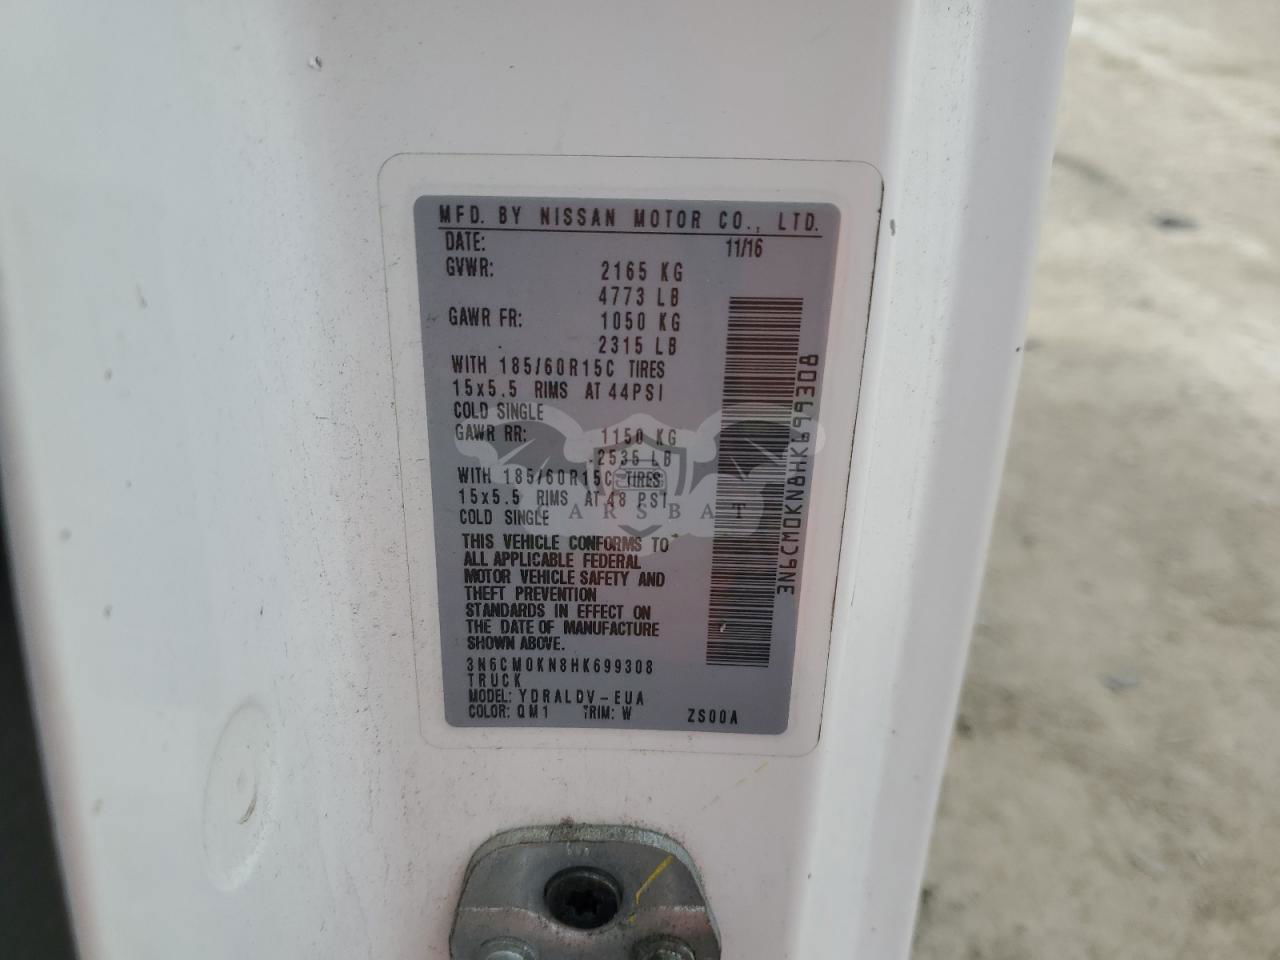 MFD. BY NISSAN MOTOR CO., LTD.
DATE: 11/16
GVWR: 2165 KG
4773 LB
GAWR FR: 1050 KG
2315 LB
WITH 185/60R15C TIRES
15x5.5 RIMS AT 44PSI
COLD SINGLE
GAWR RR: 1150 KG
2535 LB
WITH 185/60R15C TIRES
15x5.5 RIMS AT 48 PSI
COLD SINGLE
THIS VEHICLE CONFORMS TO
ALL APPLICABLE FEDERAL
MOTOR VEHICLE SAFETY AND
THEFT PREVENTION
STANDARDS IN EFFECT ON
THE DATE OF MANUFACTURE
SHOWN ABOVE.
3N6CM0KN8HK699308
TRUCK
MODEL: YDRALDV-EUA
COLOR: QM1 TRIM: W ZS00A
3N6CM0KN8HK699308
CARSBAT